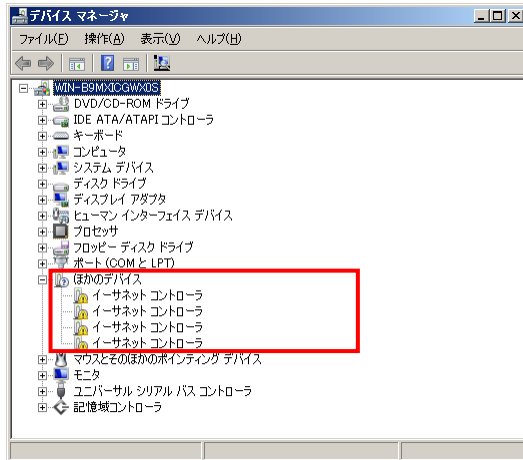 デバイス マネージャ
ファイル(F) 操作(A) 表示(V) ヘルプ(H)
WIN-B9MXICGWX0S
DVD/CD-ROM ドライブ
IDE ATA/ATAPI コントローラ
キーボード
コンピュータ
システム デバイス
ディスク ドライブ
ディスプレイ アダプタ
ヒューマン インターフェイス デバイス
プロセッサ
フロッピー ディスク ドライブ
ポート (COM と LPT)
ほかのデバイス
イーサネット コントローラ
イーサネット コントローラ
イーサネット コントローラ
イーサネット コントローラ
マウスとそのほかのポインティング デバイス
モニタ
ユニバーサル シリアル バス コントローラ
記憶域コントローラ